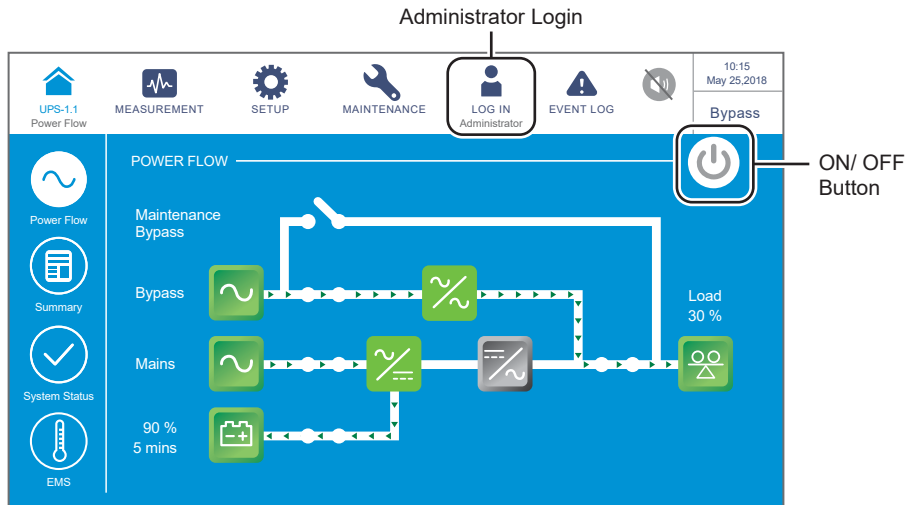 Administrator Login
UPS-1.1
Power Flow
MEASUREMENT
SETUP
MAINTENANCE
LOG IN
Administrator
EVENT LOG
10:15
May 25,2018
Bypass
ON/ OFF
Button
POWER FLOW
Power Flow
Summary
System Status
EMS
Maintenance
Bypass
Bypass
Mains
90 %
5 mins
Load
30 %